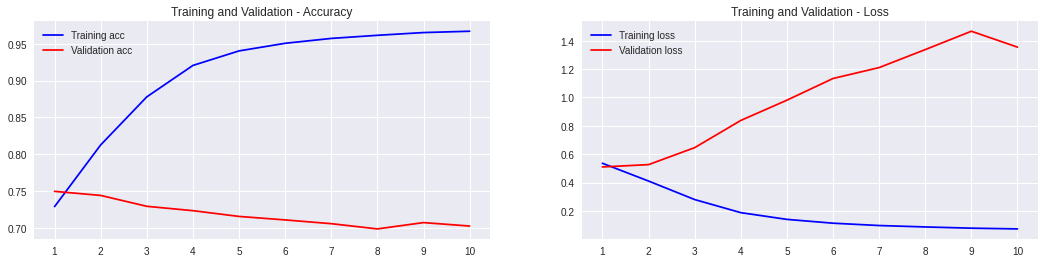 Training and Validation - Accuracy
Training acc
Validation acc
0.95
0.90
0.85
0.80
0.75
0.70
1 2 3 4 5 6 7 8 9 10
Training and Validation - Loss
Training loss
Validation loss
1.4
1.2
1.0
0.8
0.6
0.4
0.2
1 2 3 4 5 6 7 8 9 10